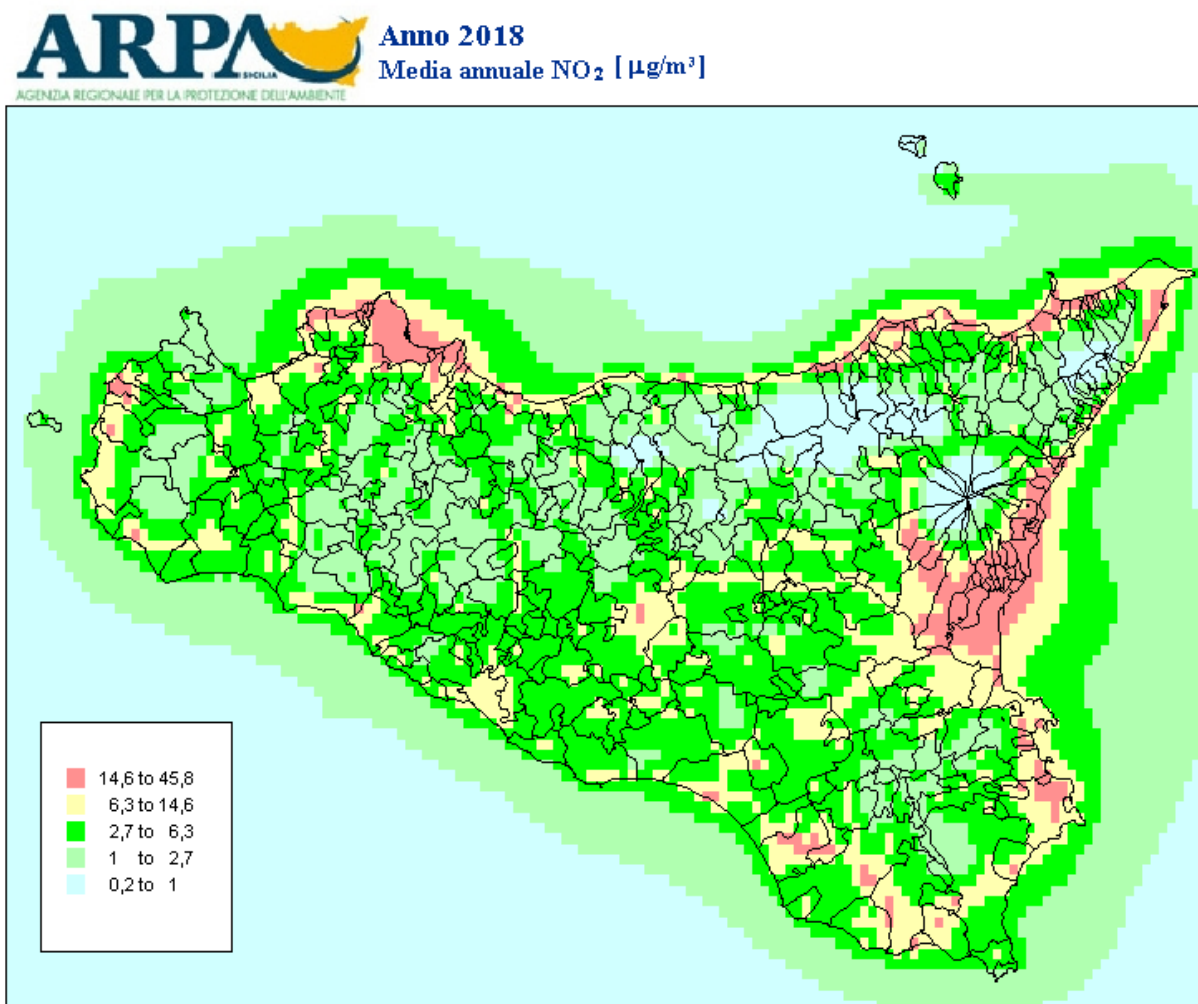 ARPA
SICILIA
AGENZIA REGIONALE PER LA PROTEZIONE DELL'AMBIENTE
Anno 2018
Media annuale NO₂ [ µg/m³]
14,6 to 45,8
6,3 to 14,6
2,7 to 6,3
1 to 2,7
0,2 to 1